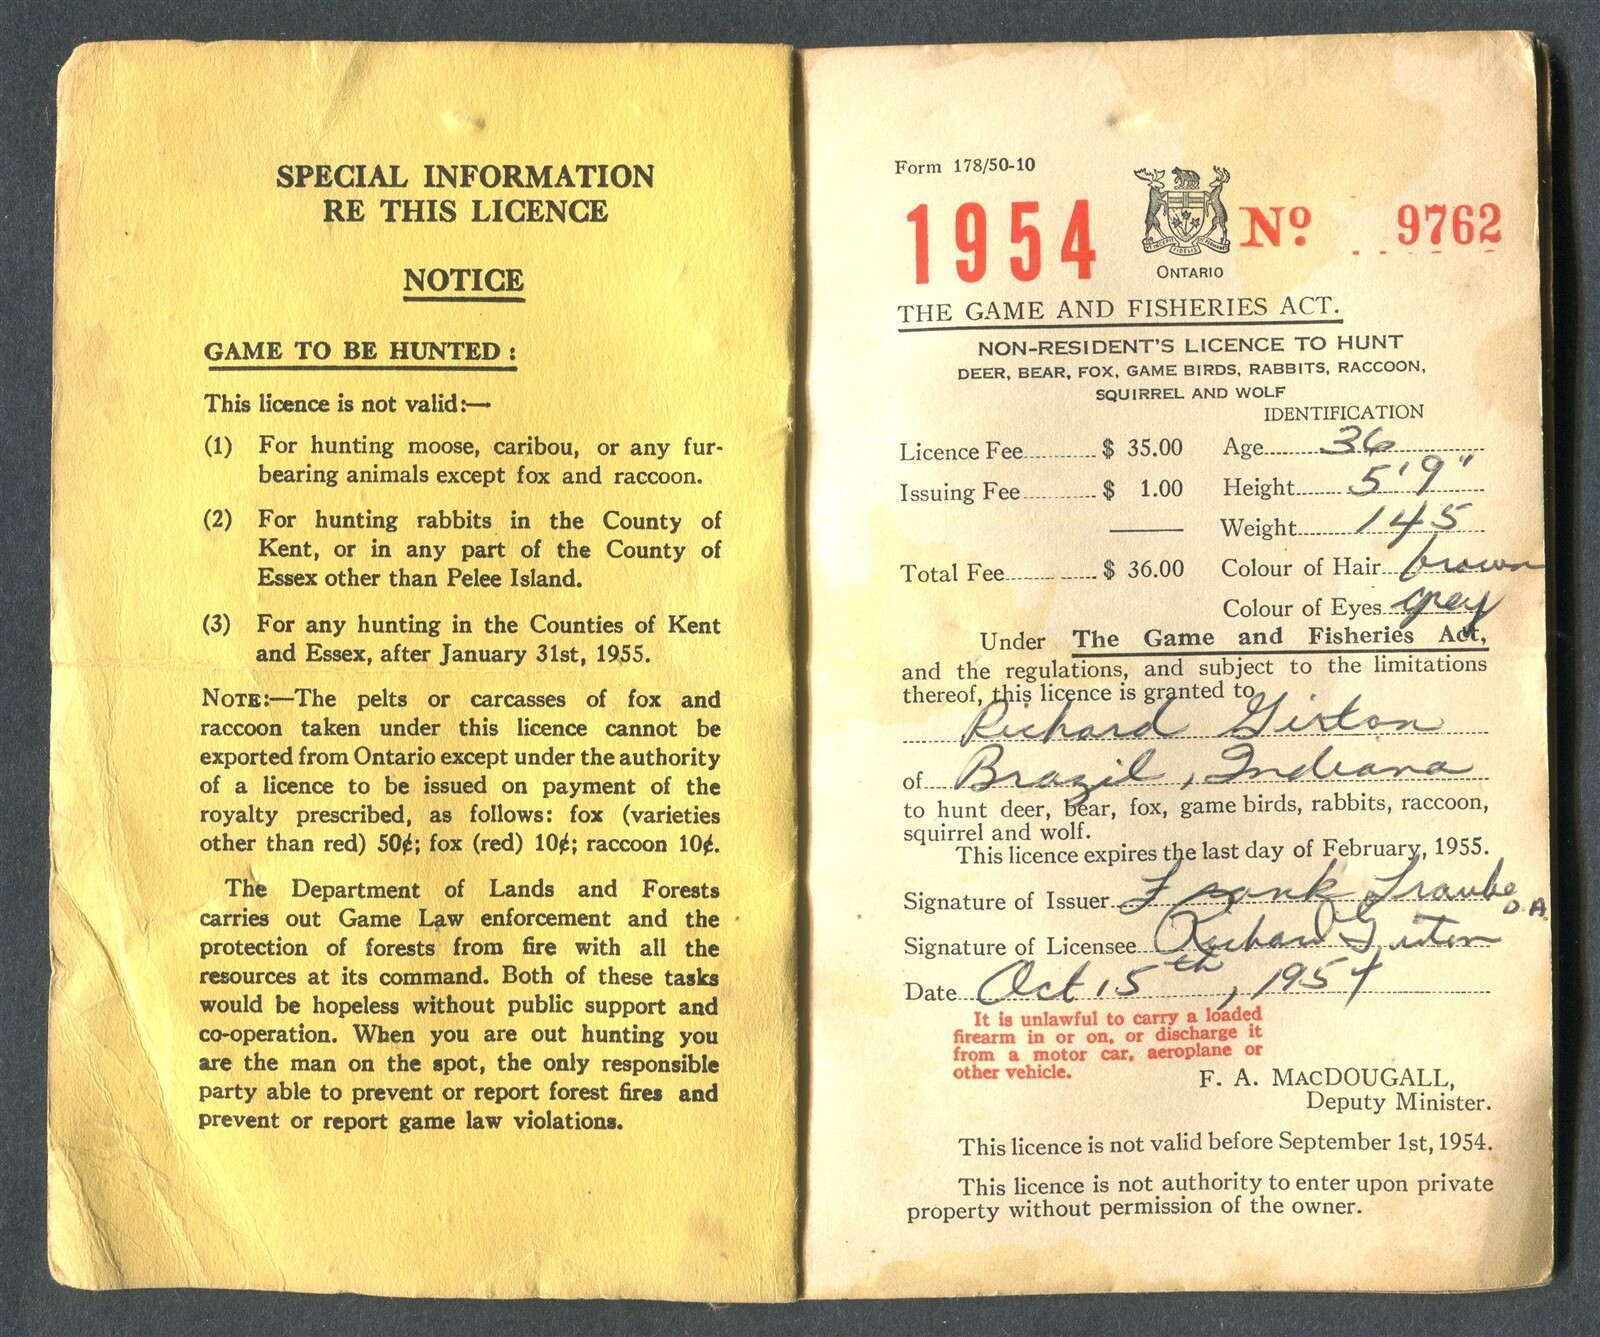 SPECIAL INFORMATION
RE THIS LICENCE
NOTICE
GAME TO BE HUNTED :
This licence is not valid:—
(1) For hunting moose, caribou, or any fur-
bearing animals except fox and raccoon.
(2) For hunting rabbits in the County of
Kent, or in any part of the County of
Essex other than Pelee Island.
(3) For any hunting in the Counties of Kent
and Essex, after January 31st, 1955.
NOTE:—The pelts or carcasses of fox and
raccoon taken under this licence cannot be
exported from Ontario except under the authority
of a licence to be issued on payment of the
royalty prescribed, as follows: fox (varieties
other than red) 50¢; fox (red) 10¢; raccoon 10¢.
The Department of Lands and Forests
carries out Game Law enforcement and the
protection of forests from fire with all the
resources at its command. Both of these tasks
would be hopeless without public support and
co-operation. When you are out hunting you
are the man on the spot, the only responsible
party able to prevent or report forest fires and
prevent or report game law violations.
Form 178/50-10
1954 No 9762
ONTARIO
THE GAME AND FISHERIES ACT.
NON-RESIDENT'S LICENCE TO HUNT
DEER, BEAR, FOX, GAME BIRDS, RABBITS, RACCOON,
SQUIRREL AND WOLF
IDENTIFICATION
Licence Fee $ 35.00 Age 36
Issuing Fee $ 1.00 Height 5'9"
Weight 145
Total Fee $ 36.00 Colour of Hair brown
Colour of Eyes grey
Under The Game and Fisheries Act,
and the regulations, and subject to the limitations
thereof, this licence is granted to
Richard Girton
of Brazil, Indiana
to hunt deer, bear, fox, game birds, rabbits, raccoon,
squirrel and wolf.
This licence expires the last day of February, 1955.
Signature of Issuer Frank Traube D.A.
Signature of Licensee Richard Girton
Date Oct 15th, 1954
It is unlawful to carry a loaded
firearm in or on, or discharge it
from a motor car, aeroplane or
other vehicle.
F. A. MACDOUGALL,
Deputy Minister.
This licence is not valid before September 1st, 1954.
This licence is not authority to enter upon private
property without permission of the owner.